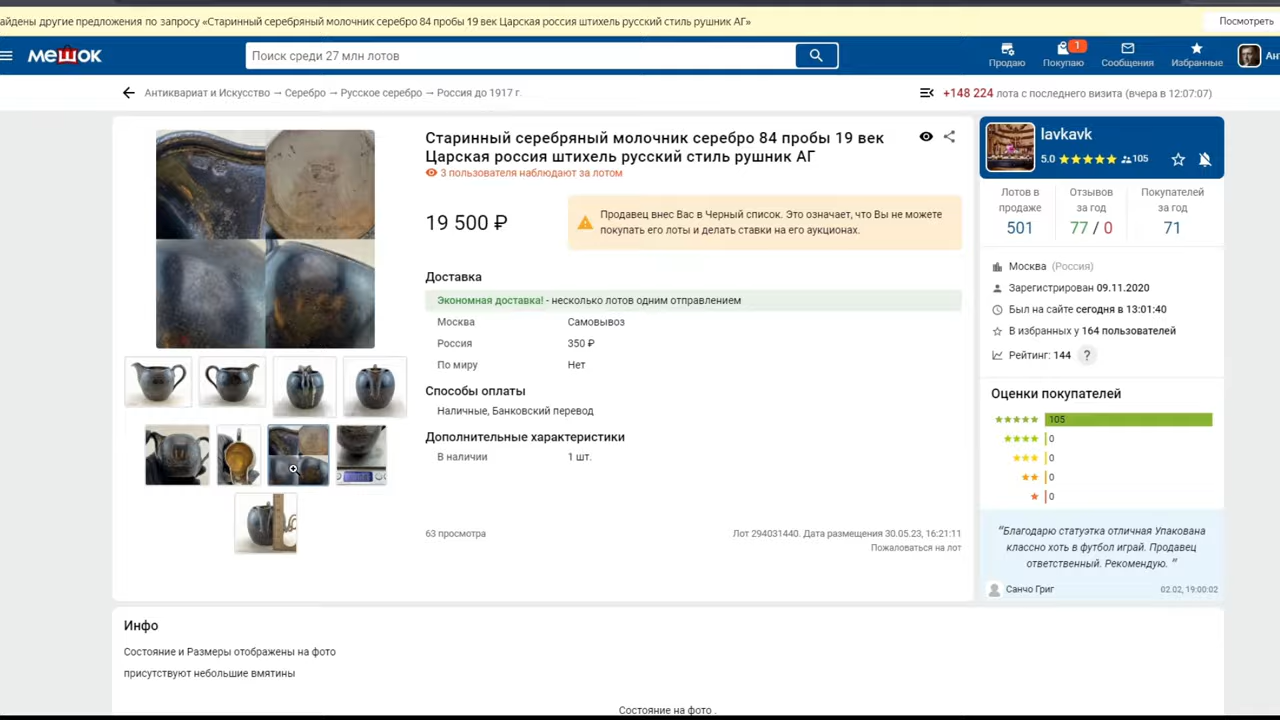 айдены другие предложения по запросу «Старинный серебряный молочник серебро 84 пробы 19 век Царская россия штихель русский стиль рушник АГ»
Посмотреть
мешок
Поиск среди 27 млн лотов
Продаю
1
Покупаю
Сообщения
Избранные
Ан
Антиквариат и Искусство → Серебро → Русское серебро → Россия до 1917 г.
+148 224 лота с последнего визита (вчера в 12:07:07)
Старинный серебряный молочник серебро 84 пробы 19 век
Царская россия штихель русский стиль рушник АГ
3 пользователя наблюдают за лотом
19 500 ₽
Продавец внес Вас в Черный список. Это означает, что Вы не можете
покупать его лоты и делать ставки на его аукционах.
Доставка
Экономная доставка! - несколько лотов одним отправлением
Москва Самовывоз
Россия 350 ₽
По миру Нет
Способы оплаты
Наличные, Банковский перевод
Дополнительные характеристики
В наличии 1 шт.
63 просмотра
Лот 294031440. Дата размещения 30.05.23, 16:21:11
Пожаловаться на лот
lavkavk
5.0 105
Лотов в продаже
501
Отзывов за год
77 / 0
Покупателей за год
71
Москва (Россия)
Зарегистрирован 09.11.2020
Был на сайте сегодня в 13:01:40
В избранных у 164 пользователей
Рейтинг: 144 ?
Оценки покупателей
105
0
0
0
0
“Благодарю статуэтка отличная Упакована
классно хоть в футбол играй. Продавец
ответственный. Рекомендую. ”
Санчо Григ 02.02, 19:00:02
Инфо
Состояние и Размеры отображены на фото
присутствуют небольшие вмятины
Состояние на фото .